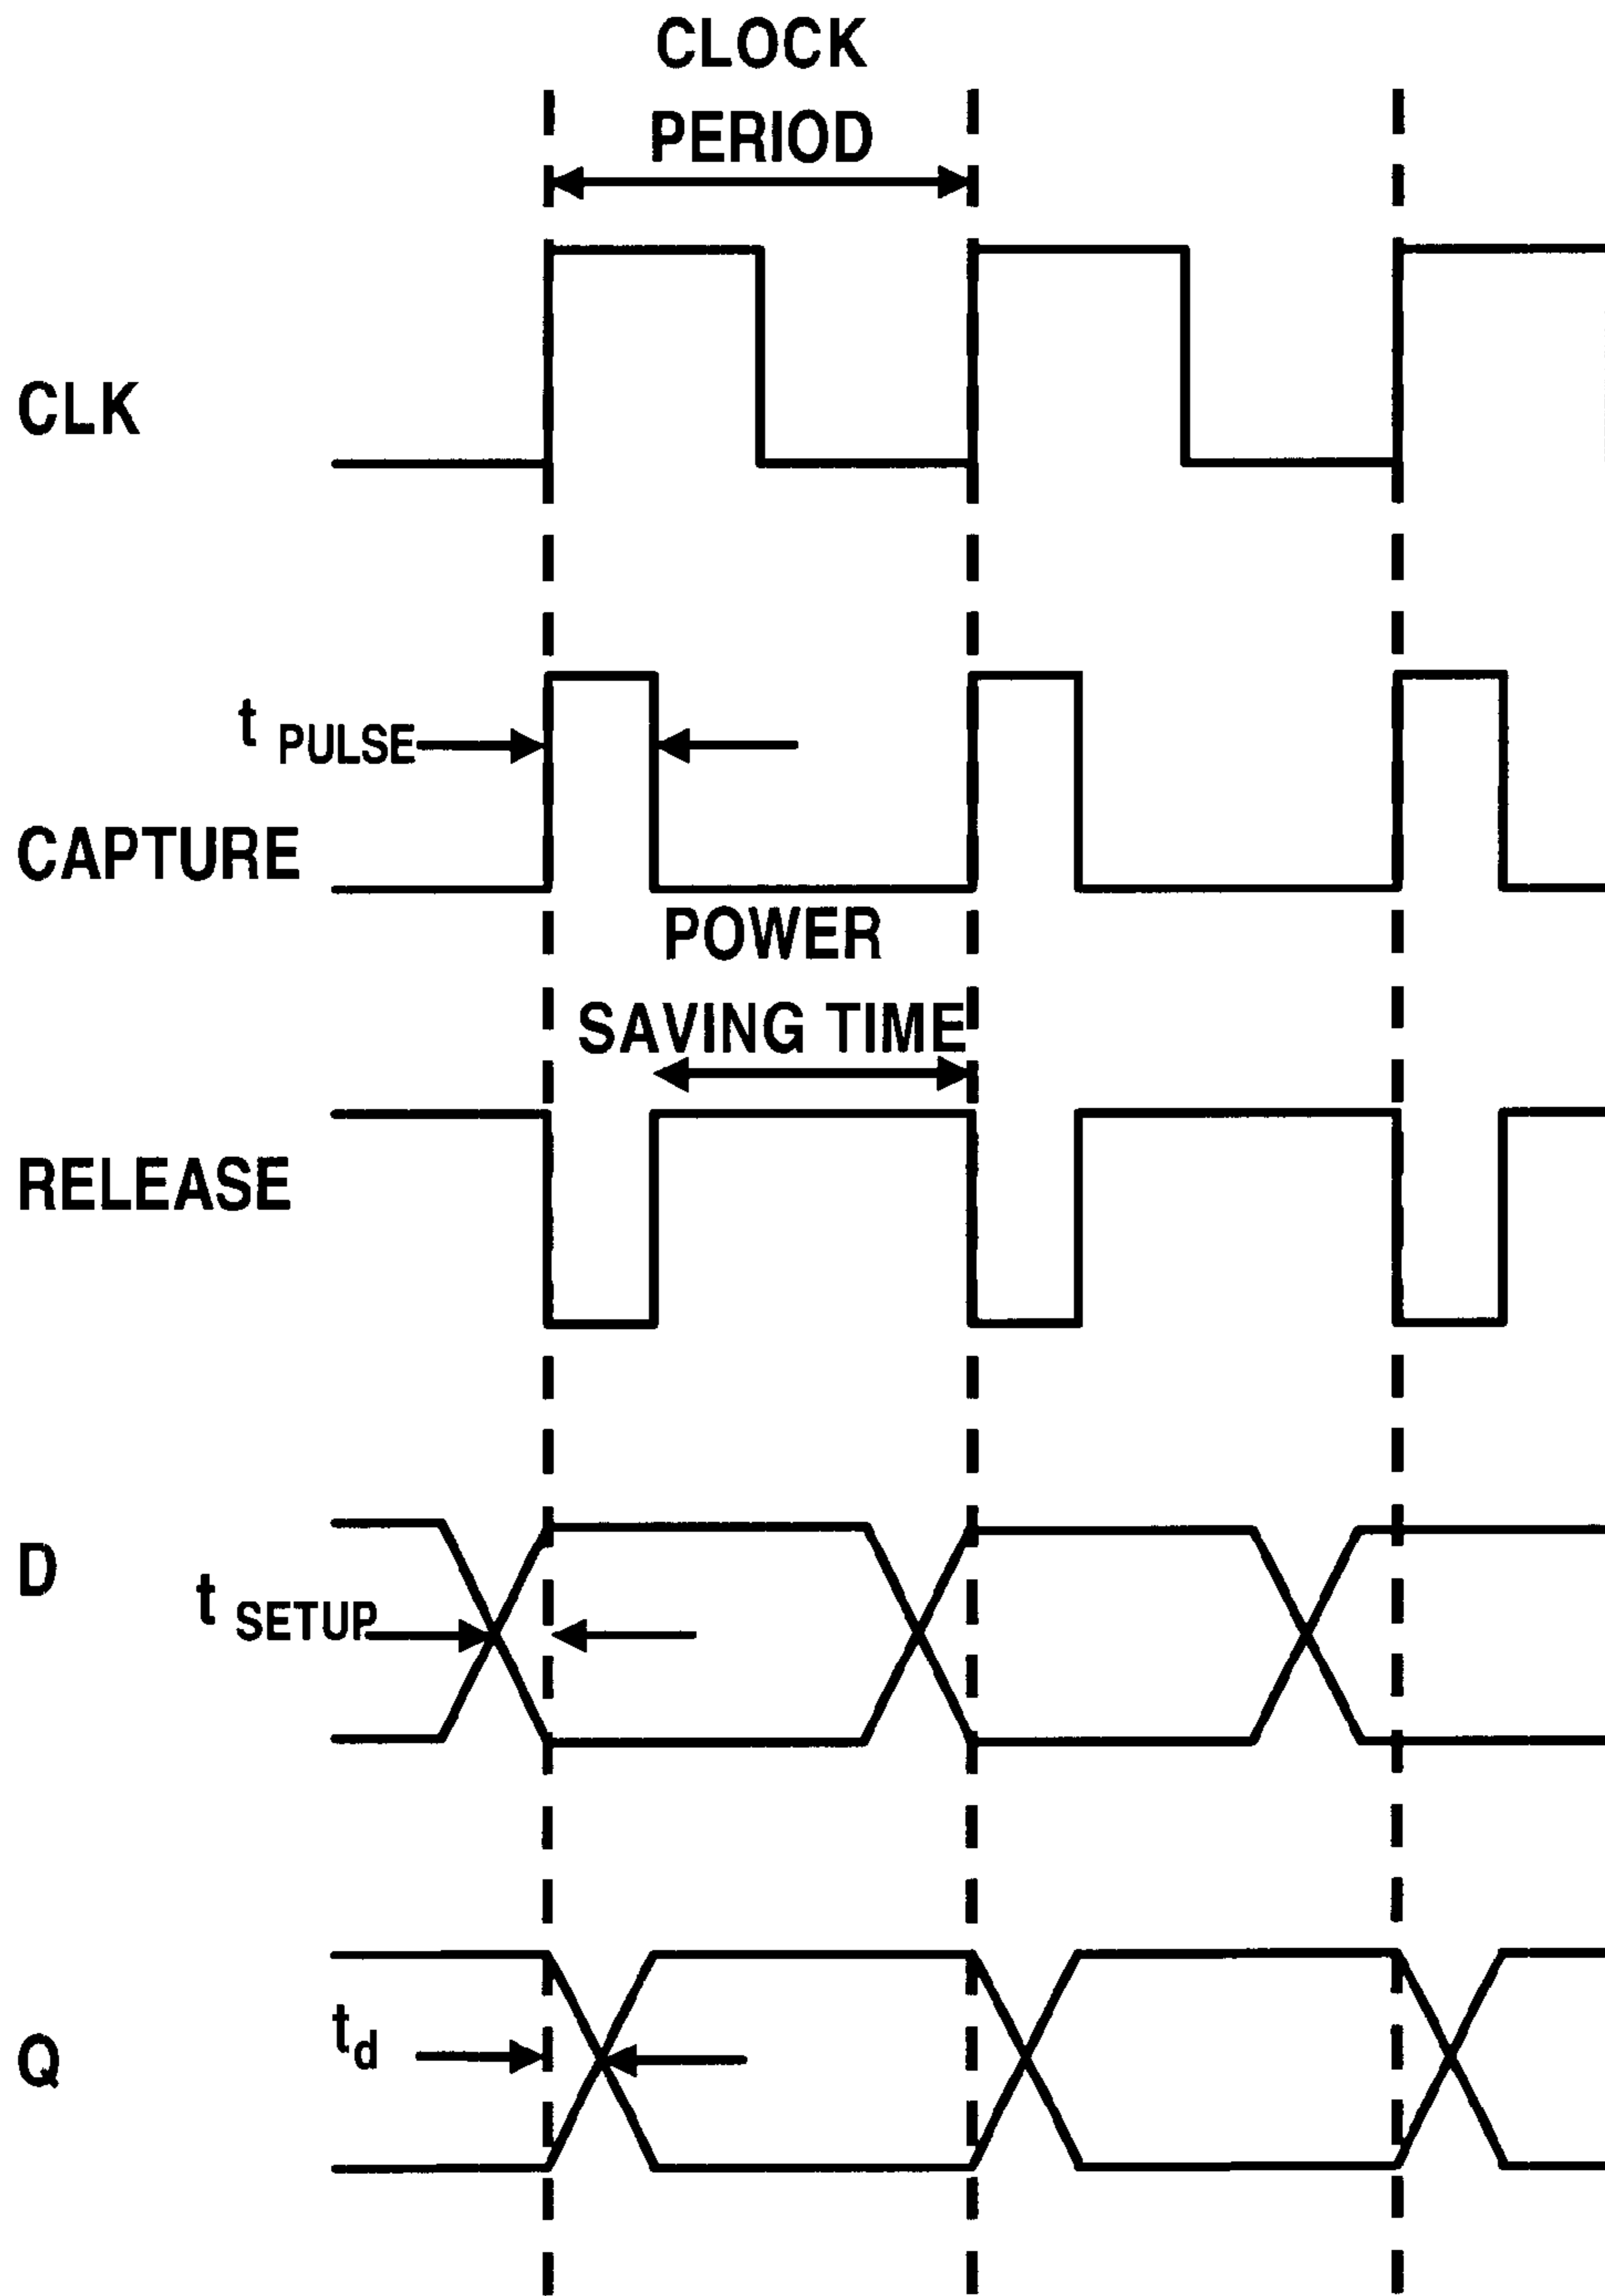 CLOCK
PERIOD
CLK
t PULSE
CAPTURE
POWER
SAVING TIME
RELEASE
D
t SETUP
Q
td